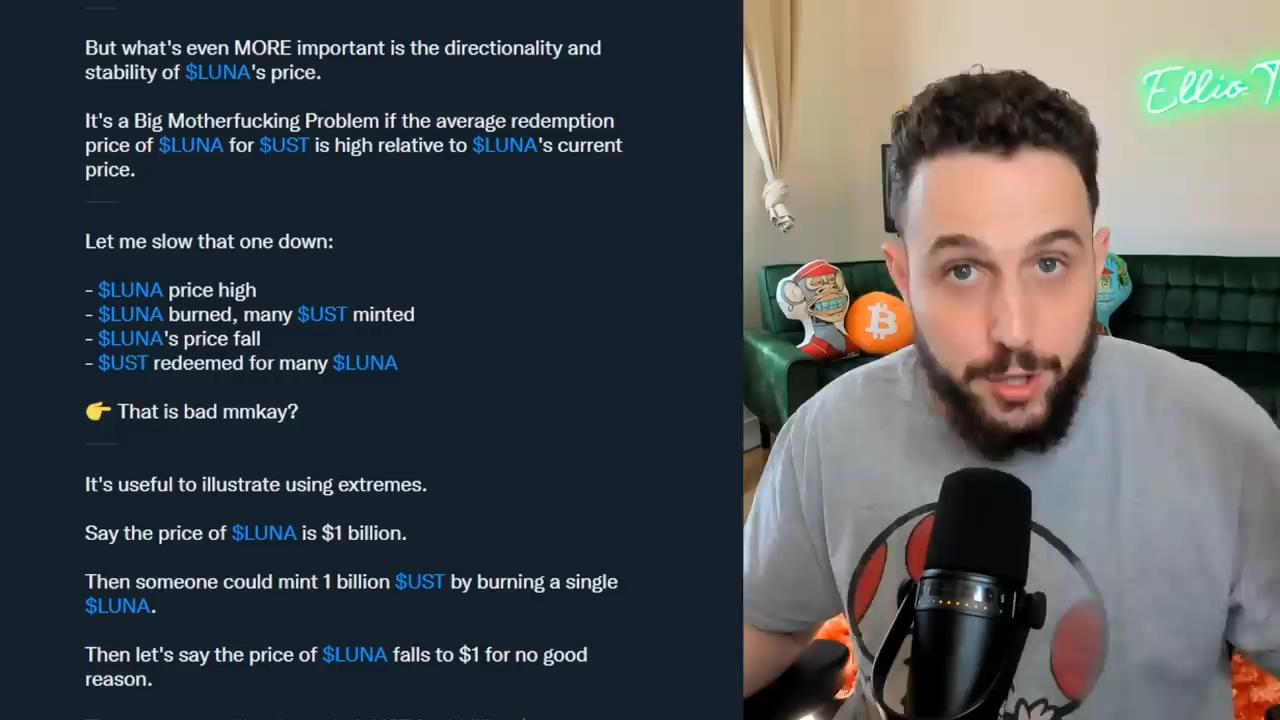 But what's even MORE important is the directionality and
stability of $LUNA's price.
It's a Big Motherfucking Problem if the average redemption
price of $LUNA for $UST is high relative to $LUNA's current
price.
Let me slow that one down:
- $LUNA price high
- $LUNA burned, many $UST minted
- $LUNA's price fall
- $UST redeemed for many $LUNA
👉 That is bad mmkay?
It's useful to illustrate using extremes.
Say the price of $LUNA is $1 billion.
Then someone could mint 1 billion $UST by burning a single
$LUNA.
Then let's say the price of $LUNA falls to $1 for no good
reason.
Ellio T